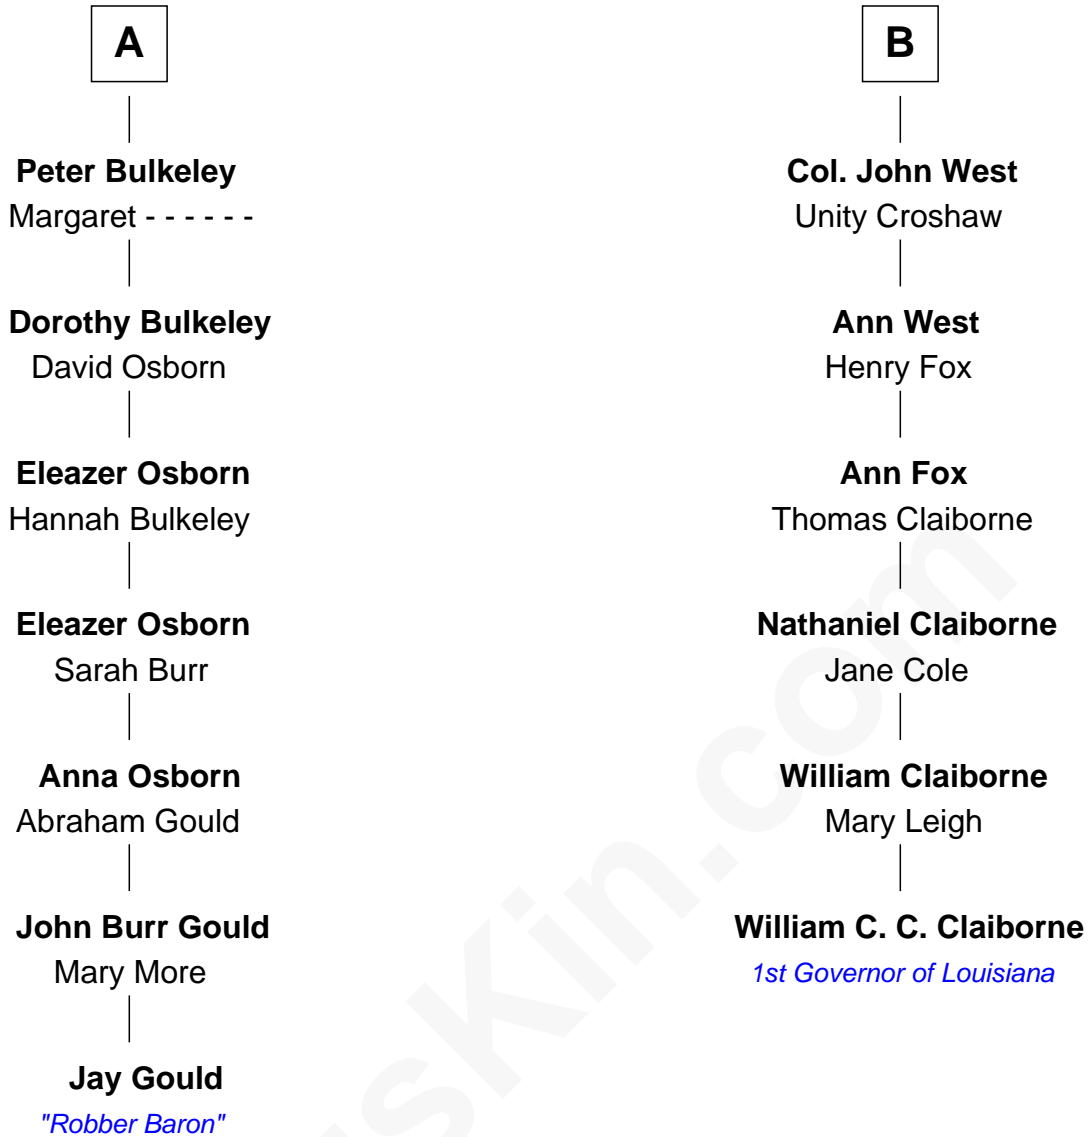 A
Peter Bulkeley
Margaret - - - - - -
Dorothy Bulkeley
David Osborn
Eleazer Osborn
Hannah Bulkeley
Eleazer Osborn
Sarah Burr
Anna Osborn
Abraham Gould
John Burr Gould
Mary More
Jay Gould
"Robber Baron"
B
Col. John West
Unity Croshaw
Ann West
Henry Fox
Ann Fox
Thomas Claiborne
Nathaniel Claiborne
Jane Cole
William Claiborne
Mary Leigh
William C. C. Claiborne
1st Governor of Louisiana